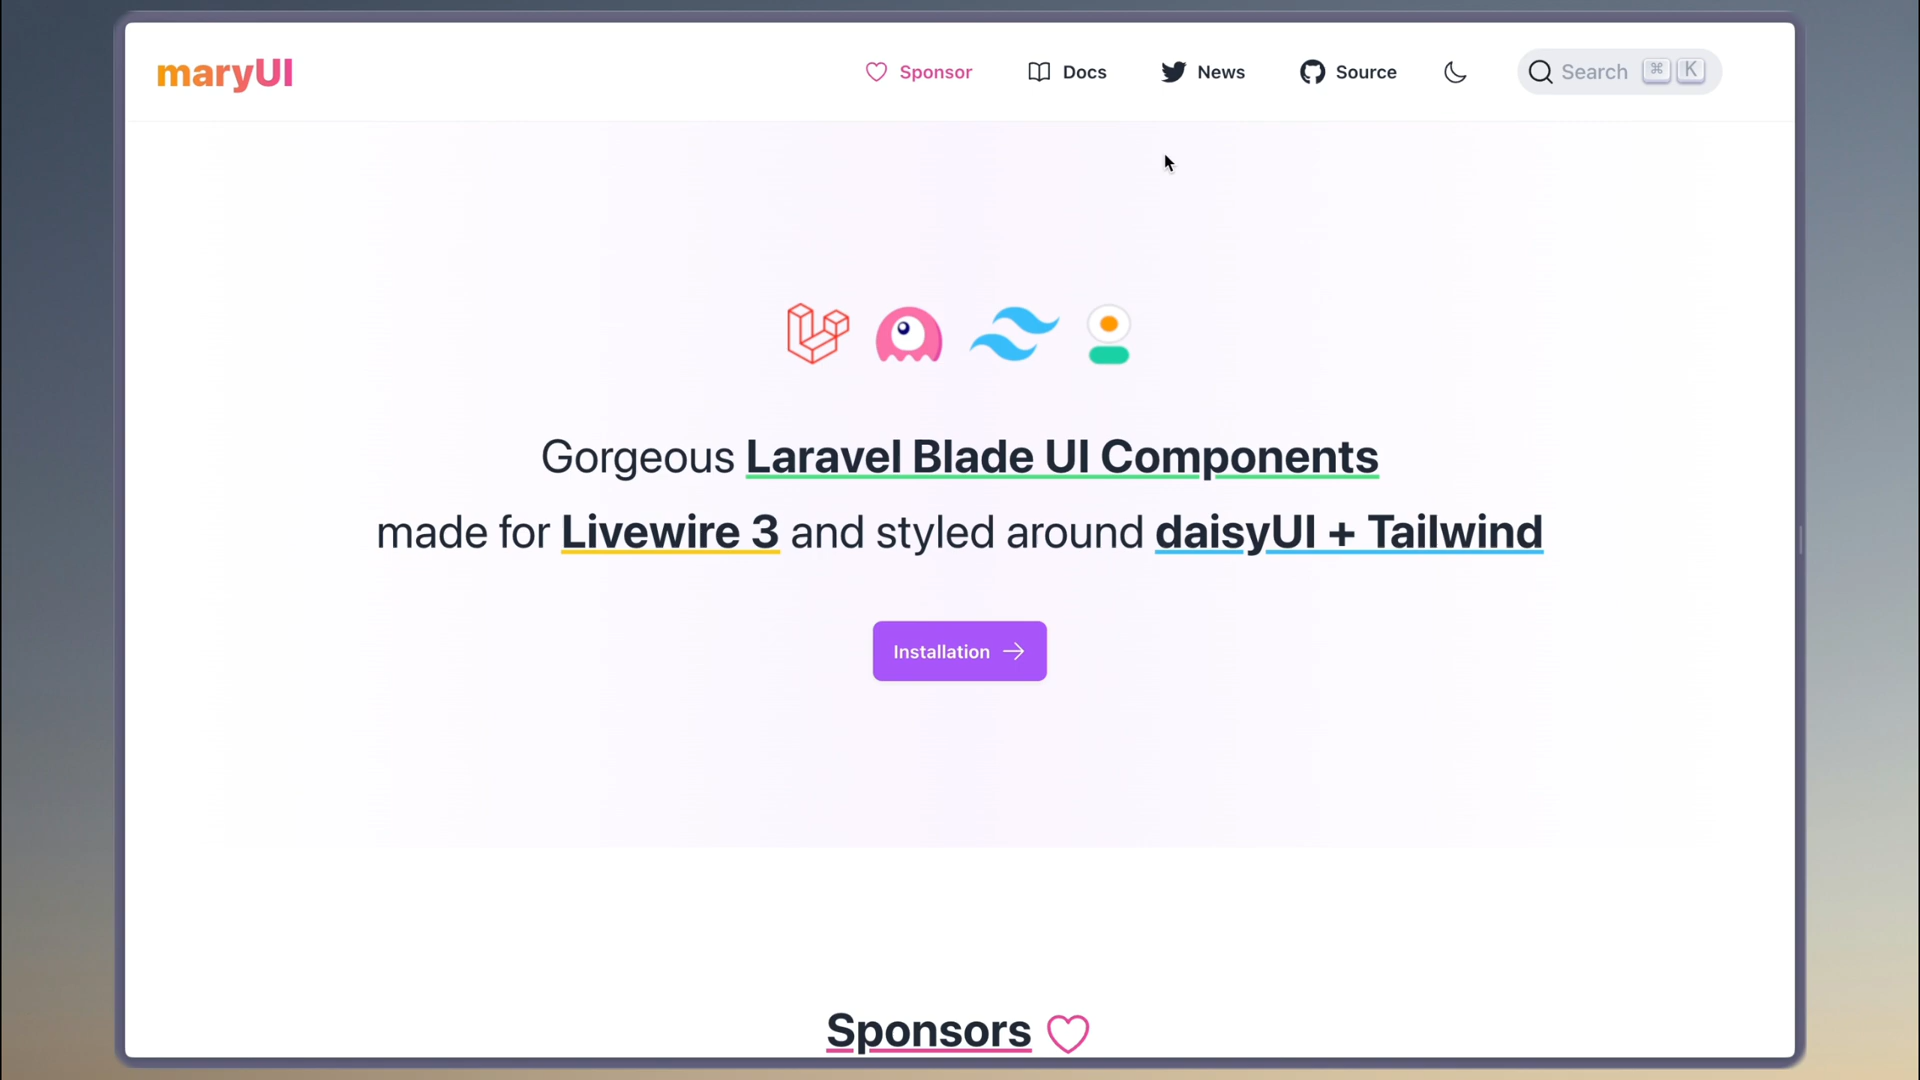 maryUI
Sponsor
Docs
News
Source
Search ⌘ K
Gorgeous Laravel Blade UI Components
made for Livewire 3 and styled around daisyUI + Tailwind
Installation
Sponsors